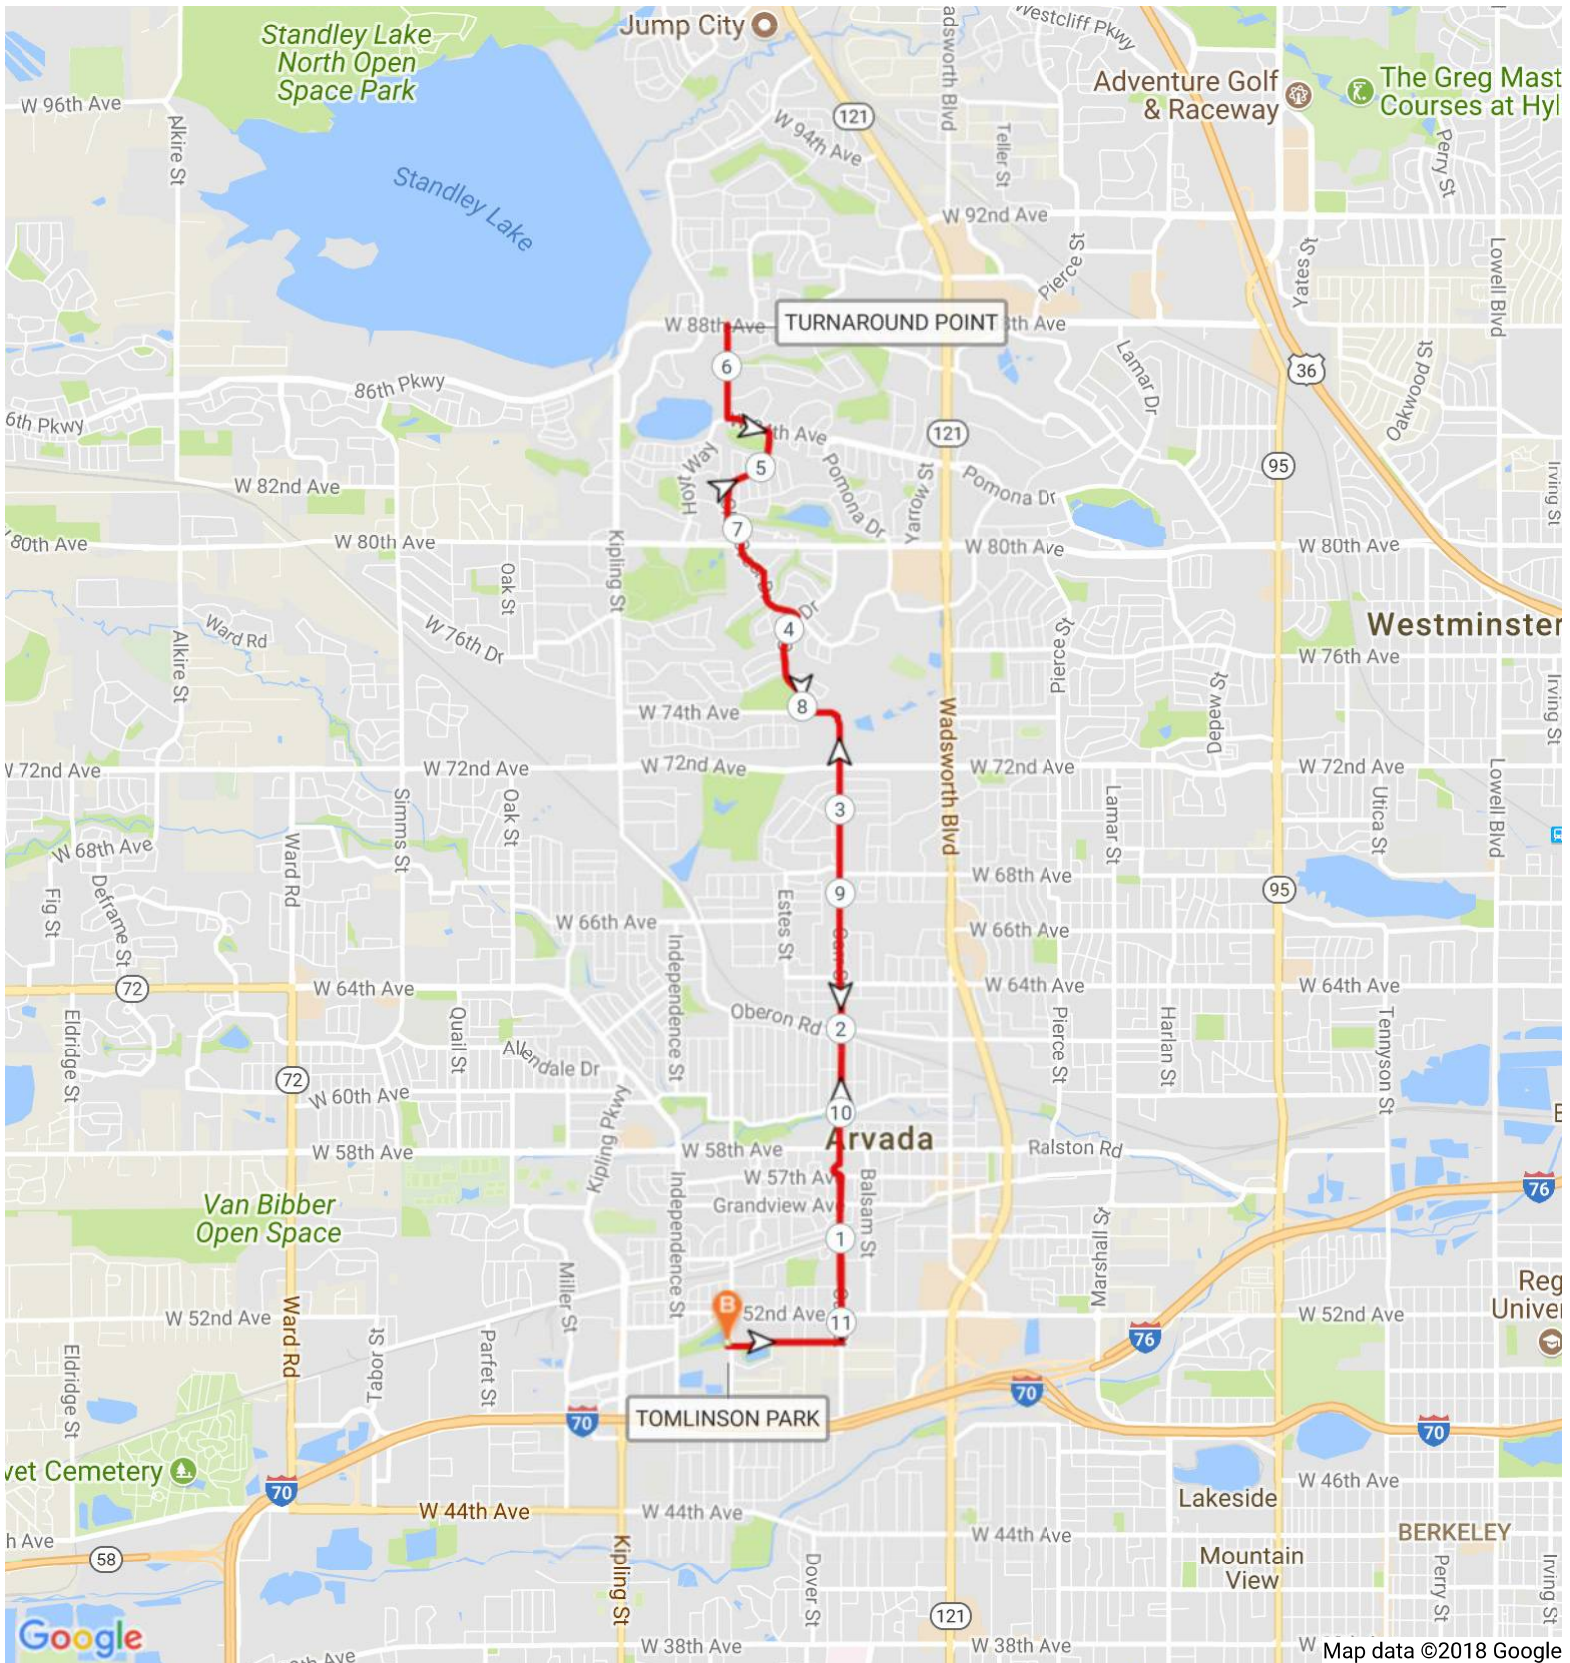 Standley Lake
North Open
Space Park
Jump City
adsworth Blvd
Westcliff Pkwy
Adventure Golf
& Raceway
The Greg Mast
Courses at Hyl
W 96th Ave
Alkire St
121
W 94th Ave
Teller St
Perry St
Standley Lake
W 92nd Ave
Pierce St
Yates St
Lowell Blvd
W 88th Ave
TURNAROUND POINT
8th Ave
6
86th Pkwy
Lamar Dr
36
Oakwood St
6th Pkwy
121
84th Ave
5
Hoyt Way
Pomona Dr
Yarrow St
Pomona Dr
95
W 82nd Ave
Irving St
7
80th Ave
W 80th Ave
Kipling St
W 80th Ave
W 80th Ave
Oak St
Dr
4
Ward Rd
W 76th Dr
Pierce St
Westminster
Alkire St
W 76th Ave
Depew St
Irving St
8
W 74th Ave
Wadsworth Blvd
W 72nd Ave
W 72nd Ave
W 72nd Ave
W 72nd Ave
W 72nd Ave
Simms St
Oak St
3
Lamar St
Utica St
Lowell Blvd
W 68th Ave
Ward Rd
W 68th Ave
95
Fig St
Deframe St
9
Estes St
W 66th Ave
W 66th Ave
Independence St
72
W 64th Ave
W 64th Ave
W 64th Ave
Eldridge St
Quail St
Oberon Rd
2
Pierce St
Harlan St
Tennyson St
Allendale Dr
72
W 60th Ave
Kipling Pkwy
10
Arvada
W 58th Ave
W 58th Ave
Ralston Rd
W 57th Av
Independence St
Balsam St
Grandview Ave
76
Van Bibber
Open Space
1
Marshall St
Miller St
Reg
Univer
W 52nd Ave
Ward Rd
B
52nd Ave
11
W 52nd Ave
76
Tabor St
Parfet St
Eldridge St
70
TOMLINSON PARK
70
70
vet Cemetery
70
W 46th Ave
Lakeside
W 44th Ave
W 44th Ave
W 44th Ave
BERKELEY
h Ave
58
Kipling St
Dover St
Mountain
View
Perry St
Irving St
121
Google
W 38th Ave
W 38th Ave
Map data ©2018 Google